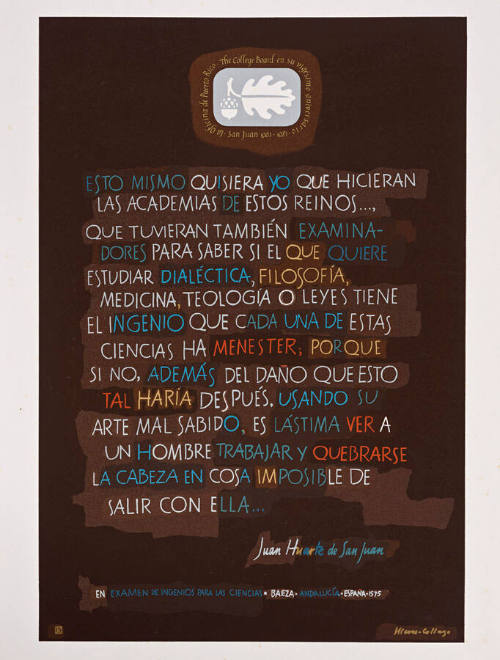 la Oficina de Puerto Rico · The College Board en su vigésimo aniversario · San Juan 1961 · 1981 ·
ESTO MISMO QUISIERA YO QUE HICIERAN
LAS ACADEMIAS DE ESTOS REINOS...,
QUE TUVIERAN TAMBIÉN EXAMINA-
DORES PARA SABER SI EL QUE QUIERE
ESTUDIAR DIALÉCTICA, FILOSOFÍA,
MEDICINA, TEOLOGÍA O LEYES TIENE
EL INGENIO QUE CADA UNA DE ESTAS
CIENCIAS HA MENESTER; PORQUE
SI NO, ADEMÁS DEL DAÑO QUE ESTO
TAL HARÍA DESPUÉS, USANDO SU
ARTE MAL SABIDO, ES LÁSTIMA VER A
UN HOMBRE TRABAJAR Y QUEBRARSE
LA CABEZA EN COSA IMPOSIBLE DE
SALIR CON ELLA...
Juan Huarte de San Juan
EN EXAMEN DE INGENIOS PARA LAS CIENCIAS • BAEZA • ANDALUCÍA • ESPAÑA • 1575